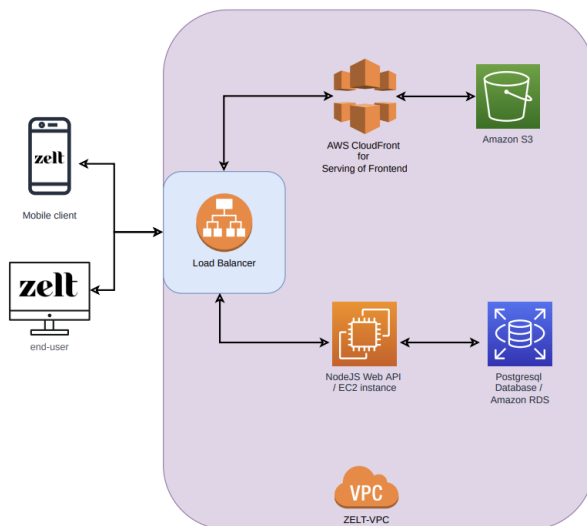 zelt
Mobile client
zelt
end-user
Load Balancer
AWS CloudFront
for
Serving of Frontend
Amazon S3
NodeJS Web API
/ EC2 instance
Postgresql
Database /
Amazon RDS
VPC
ZELT-VPC